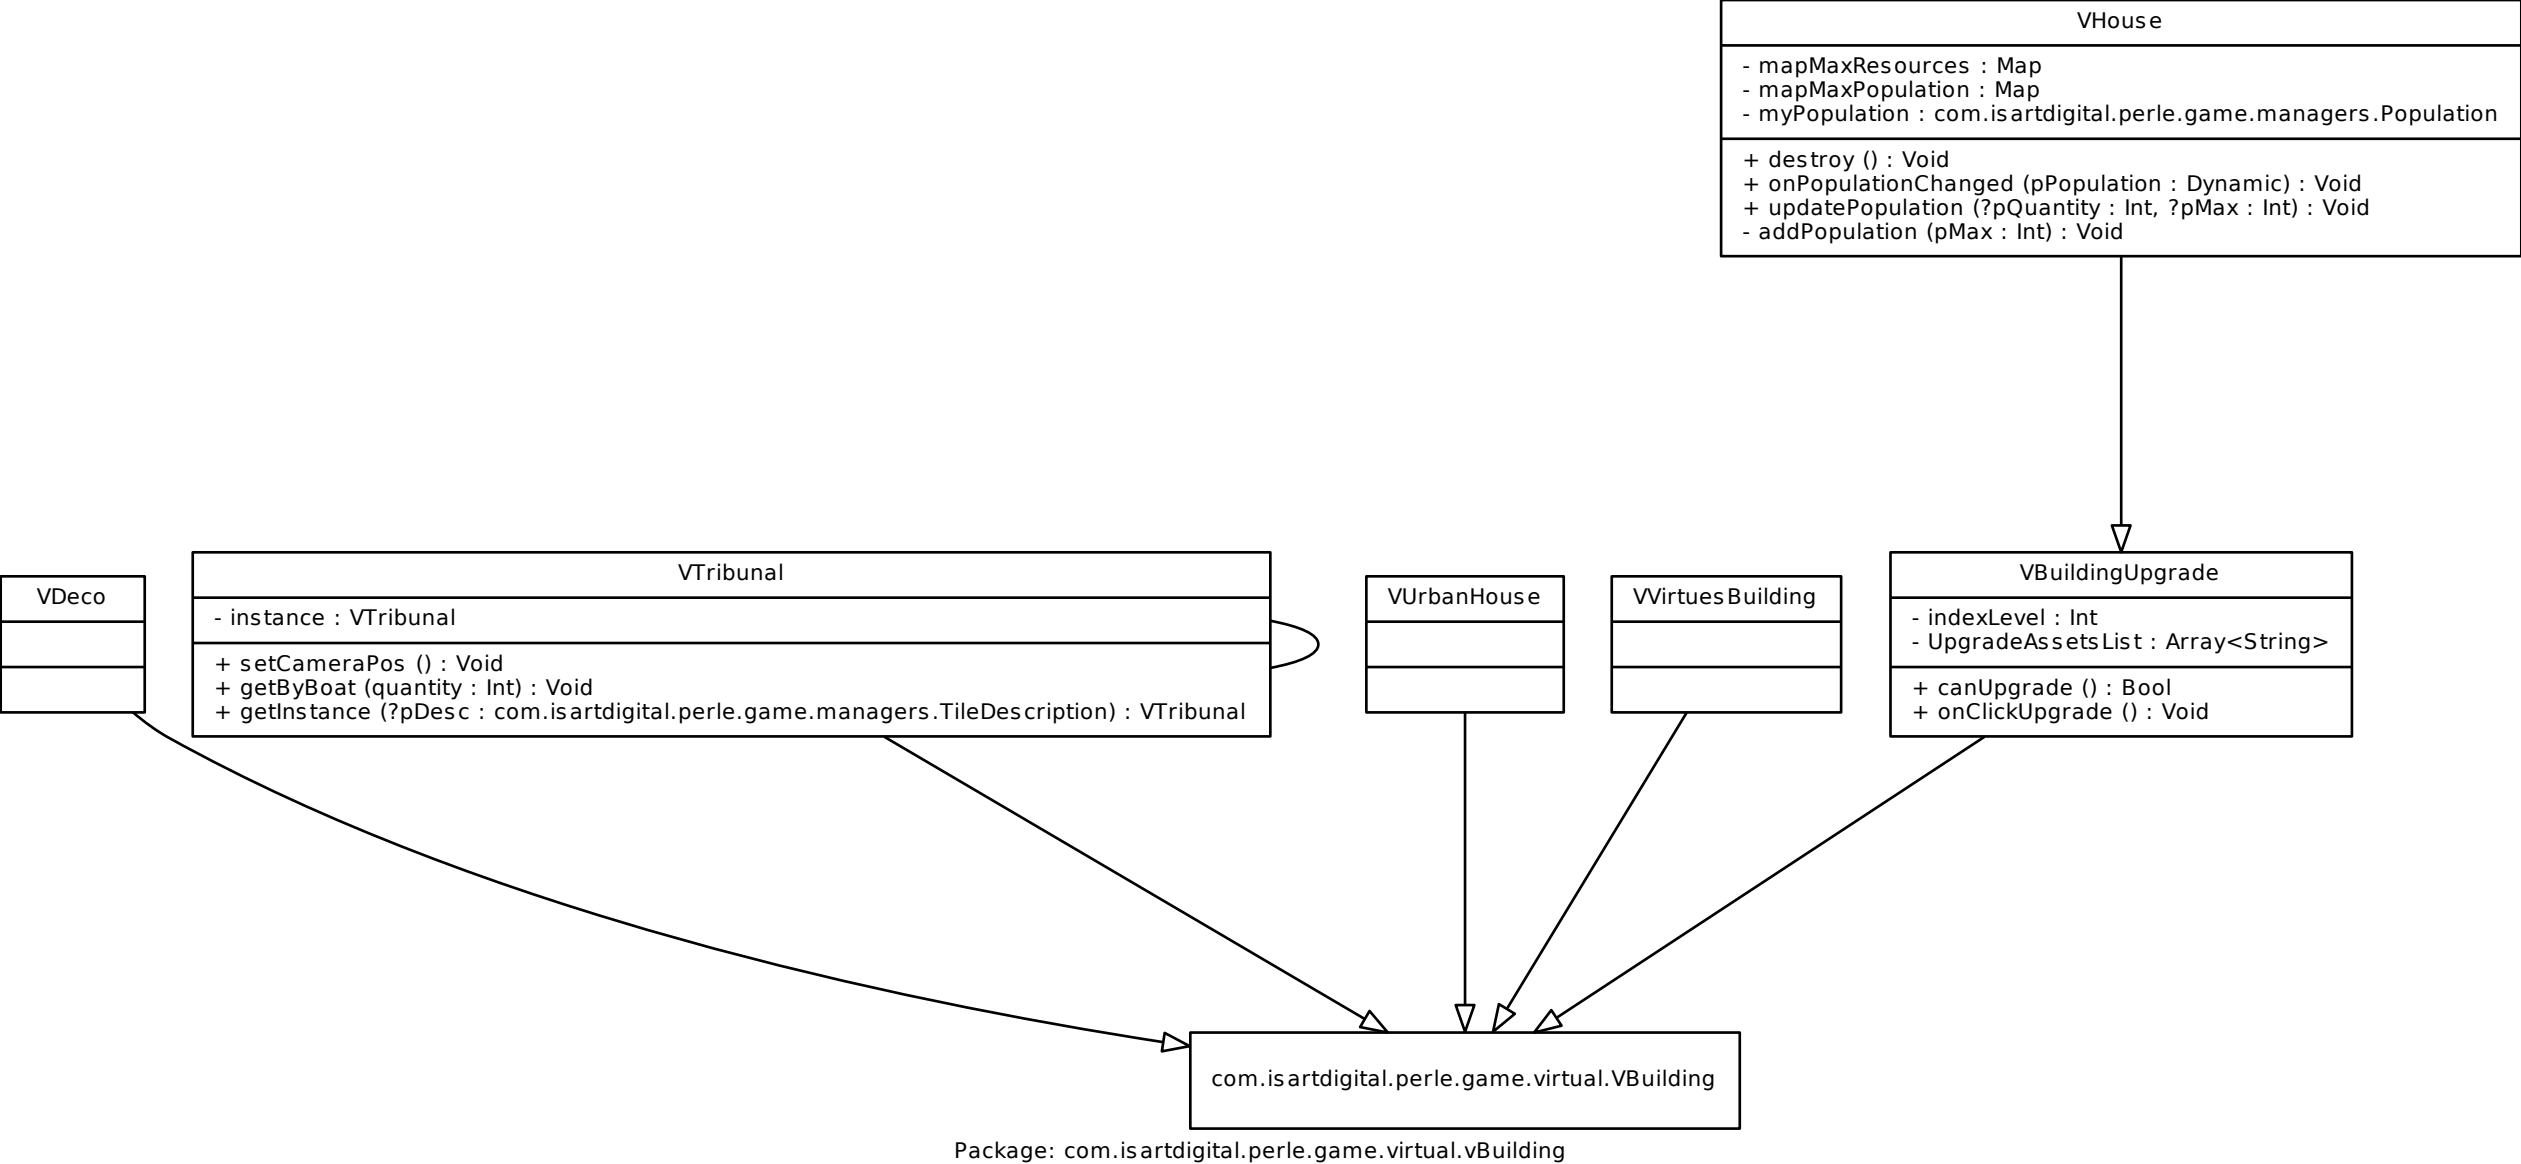 VHouse
- mapMaxResources : Map
- mapMaxPopulation : Map
- myPopulation : com.isartdigital.perle.game.managers.Population
+ destroy () : Void
+ onPopulationChanged (pPopulation : Dynamic) : Void
+ updatePopulation (?pQuantity : Int, ?pMax : Int) : Void
- addPopulation (pMax : Int) : Void
VDeco
VTribunal
- instance : VTribunal
+ setCameraPos () : Void
+ getByBoat (quantity : Int) : Void
+ getInstance (?pDesc : com.isartdigital.perle.game.managers.TileDescription) : VTribunal
VUrbanHouse
VVirtuesBuilding
VBuildingUpgrade
- indexLevel : Int
- UpgradeAssetsList : Array<String>
+ canUpgrade () : Bool
+ onClickUpgrade () : Void
com.isartdigital.perle.game.virtual.VBuilding
Package: com.isartdigital.perle.game.virtual.vBuilding